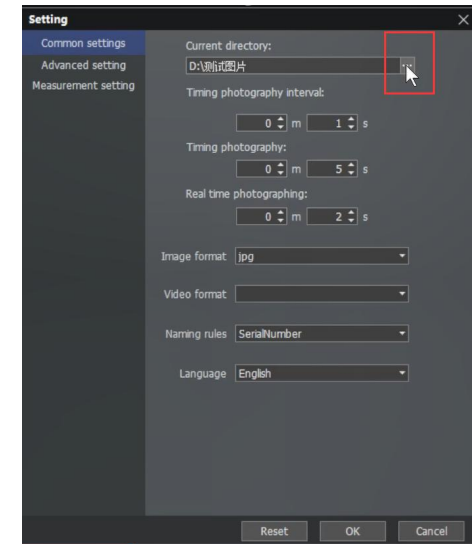 Setting
Common settings
Advanced setting
Measurement setting
Current directory:
D:\测试图片
...
Timing photography interval:
0 m 1 s
Timing photography:
0 m 5 s
Real time photographing:
0 m 2 s
Image format jpg
Video format
Naming rules SerialNumber
Language English
Reset OK Cancel